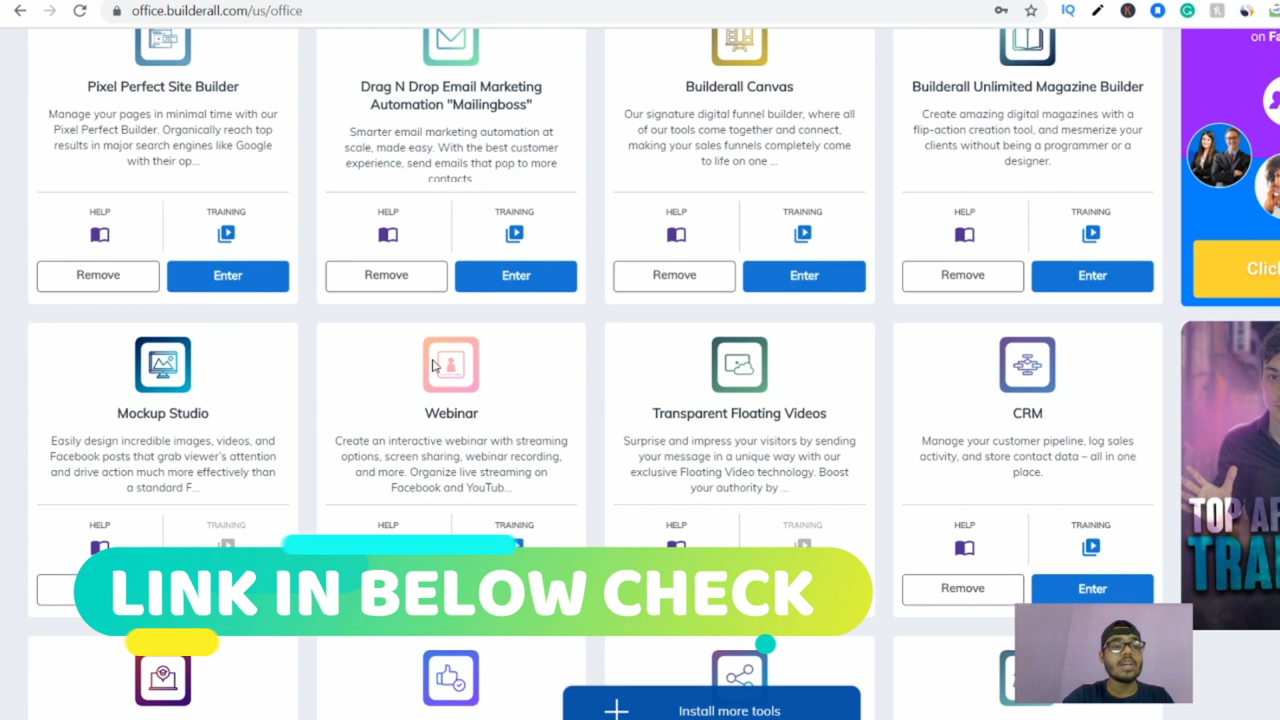 office.builderall.com/us/office
on Fa
Pixel Perfect Site Builder
Manage your pages in minimal time with our
Pixel Perfect Builder. Organically reach top
results in major search engines like Google
with their op...
HELP
TRAINING
Remove
Enter
Drag N Drop Email Marketing
Automation "Mailingboss"
Smarter email marketing automation at
scale, made easy. With the best customer
experience, send emails that pop to more
contacts
HELP
TRAINING
Remove
Enter
Builderall Canvas
Our signature digital funnel builder, where all
of our tools come together and connect,
making your sales funnels completely come
to life on one ...
HELP
TRAINING
Remove
Enter
Builderall Unlimited Magazine Builder
Create amazing digital magazines with a
flip-action creation tool, and mesmerize your
clients without being a programmer or a
designer.
HELP
TRAINING
Remove
Enter
Clic
Mockup Studio
Easily design incredible images, videos, and
Facebook posts that grab viewer's attention
and drive action much more effectively than
a standard F...
HELP
TRAINING
Webinar
Create an interactive webinar with streaming
options, screen sharing, webinar recording,
and more. Organize live streaming on
Facebook and YouTub...
HELP
TRAINING
Transparent Floating Videos
Surprise and impress your visitors by sending
your message in a unique way with our
exclusive Floating Video technology. Boost
your authority by ...
HELP
TRAINING
CRM
Manage your customer pipeline, log sales
activity, and store contact data – all in one
place.
HELP
TRAINING
Remove
Enter
TOP AF
TRAI
LINK IN BELOW CHECK
Install more tools